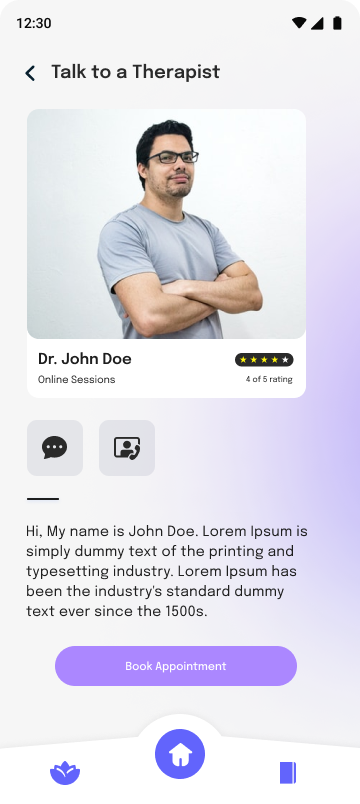 12:30
Talk to a Therapist
Dr. John Doe
Online Sessions
4 of 5 rating
Hi, My name is John Doe. Lorem Ipsum is
simply dummy text of the printing and
typesetting industry. Lorem Ipsum has
been the industry's standard dummy
text ever since the 1500s.
Book Appointment